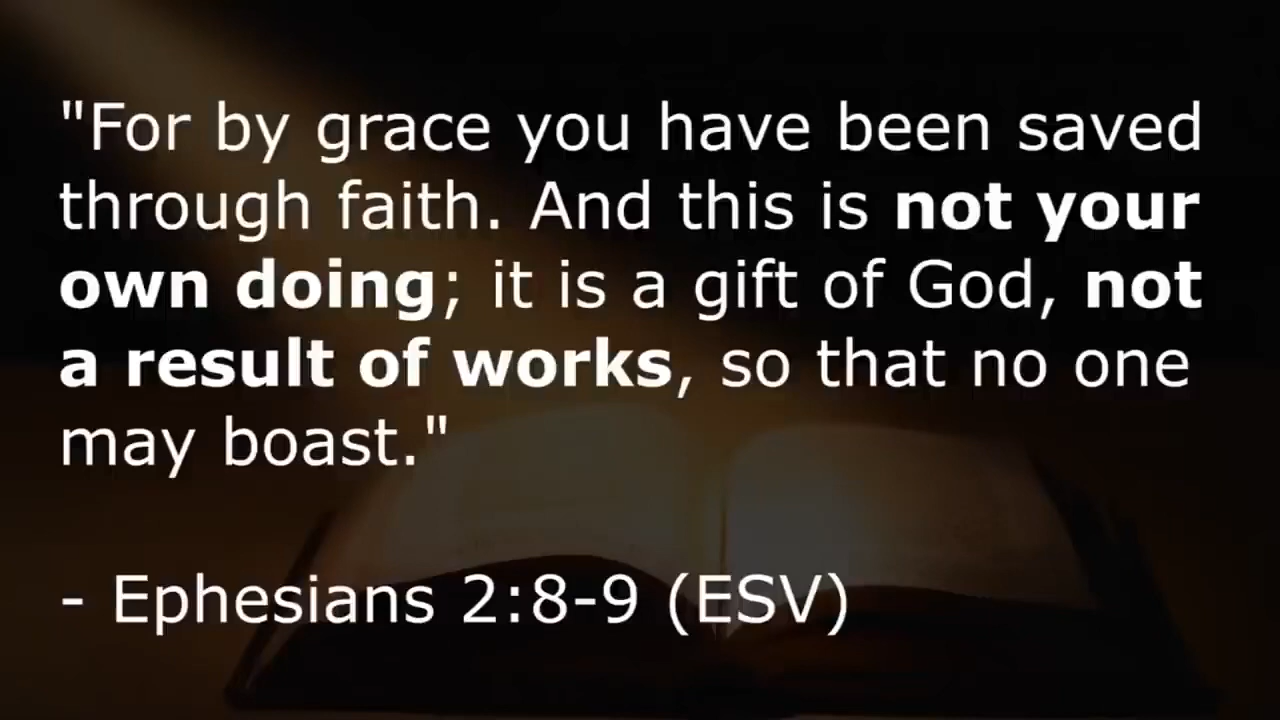 "For by grace you have been saved
through faith. And this is not your
own doing; it is a gift of God, not
a result of works, so that no one
may boast."
- Ephesians 2:8-9 (ESV)